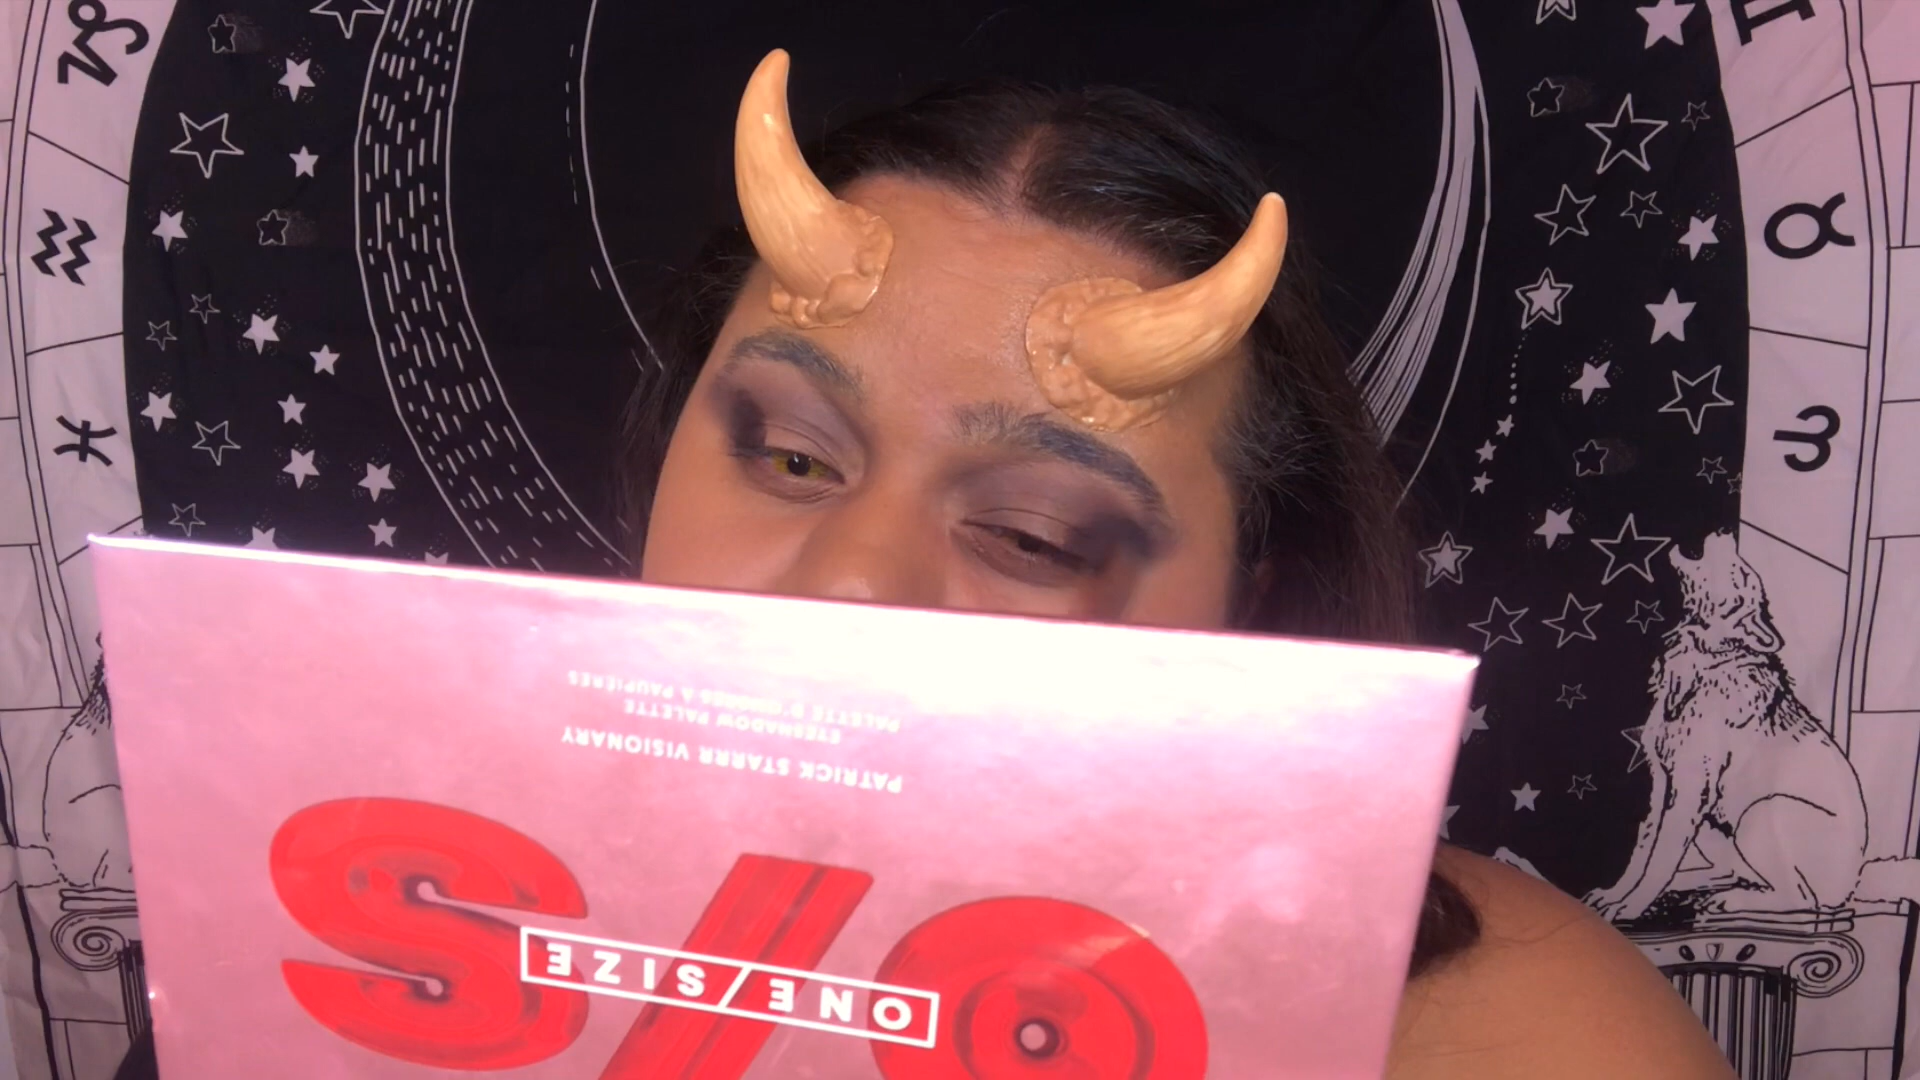 O/S
ONE/SIZE
PATRICK STARRR VISIONARY
EYESHADOW PALETTE
PALETTE D'OMBRES À PAUPIÈRES